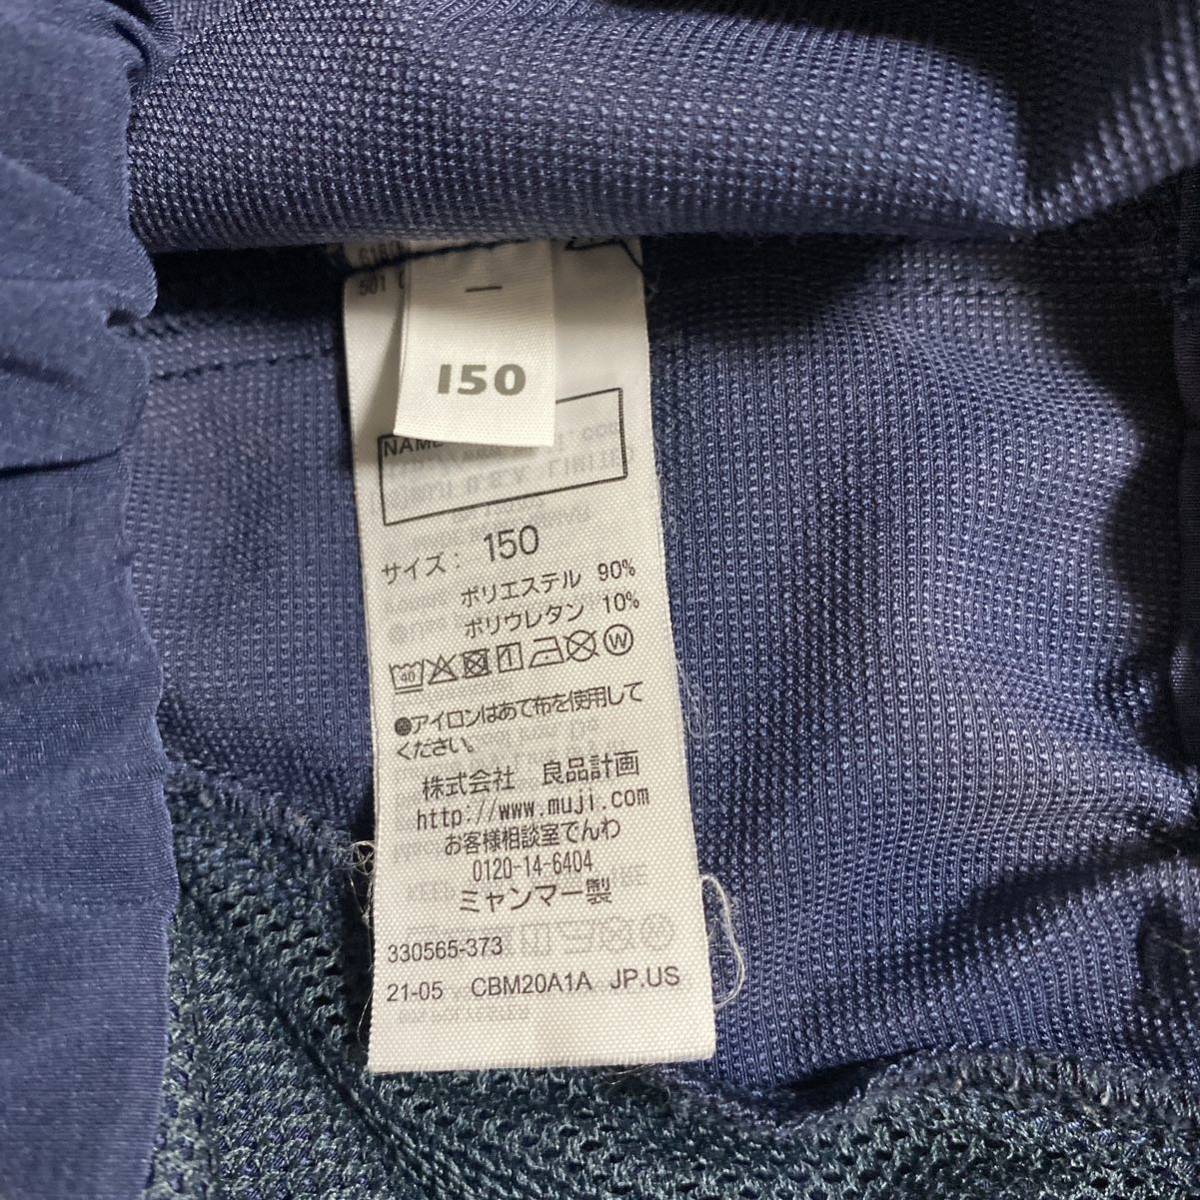 150
NAME
サイズ: 150
ポリエステル 90%
ポリウレタン 10%
40
W
●アイロンはあて布を使用して
ください。
株式会社 良品計画
http://www.muji.com
お客様相談室でんわ
0120-14-6404
ミャンマー製
330565-373
21-05 CBM20A1A JP.US